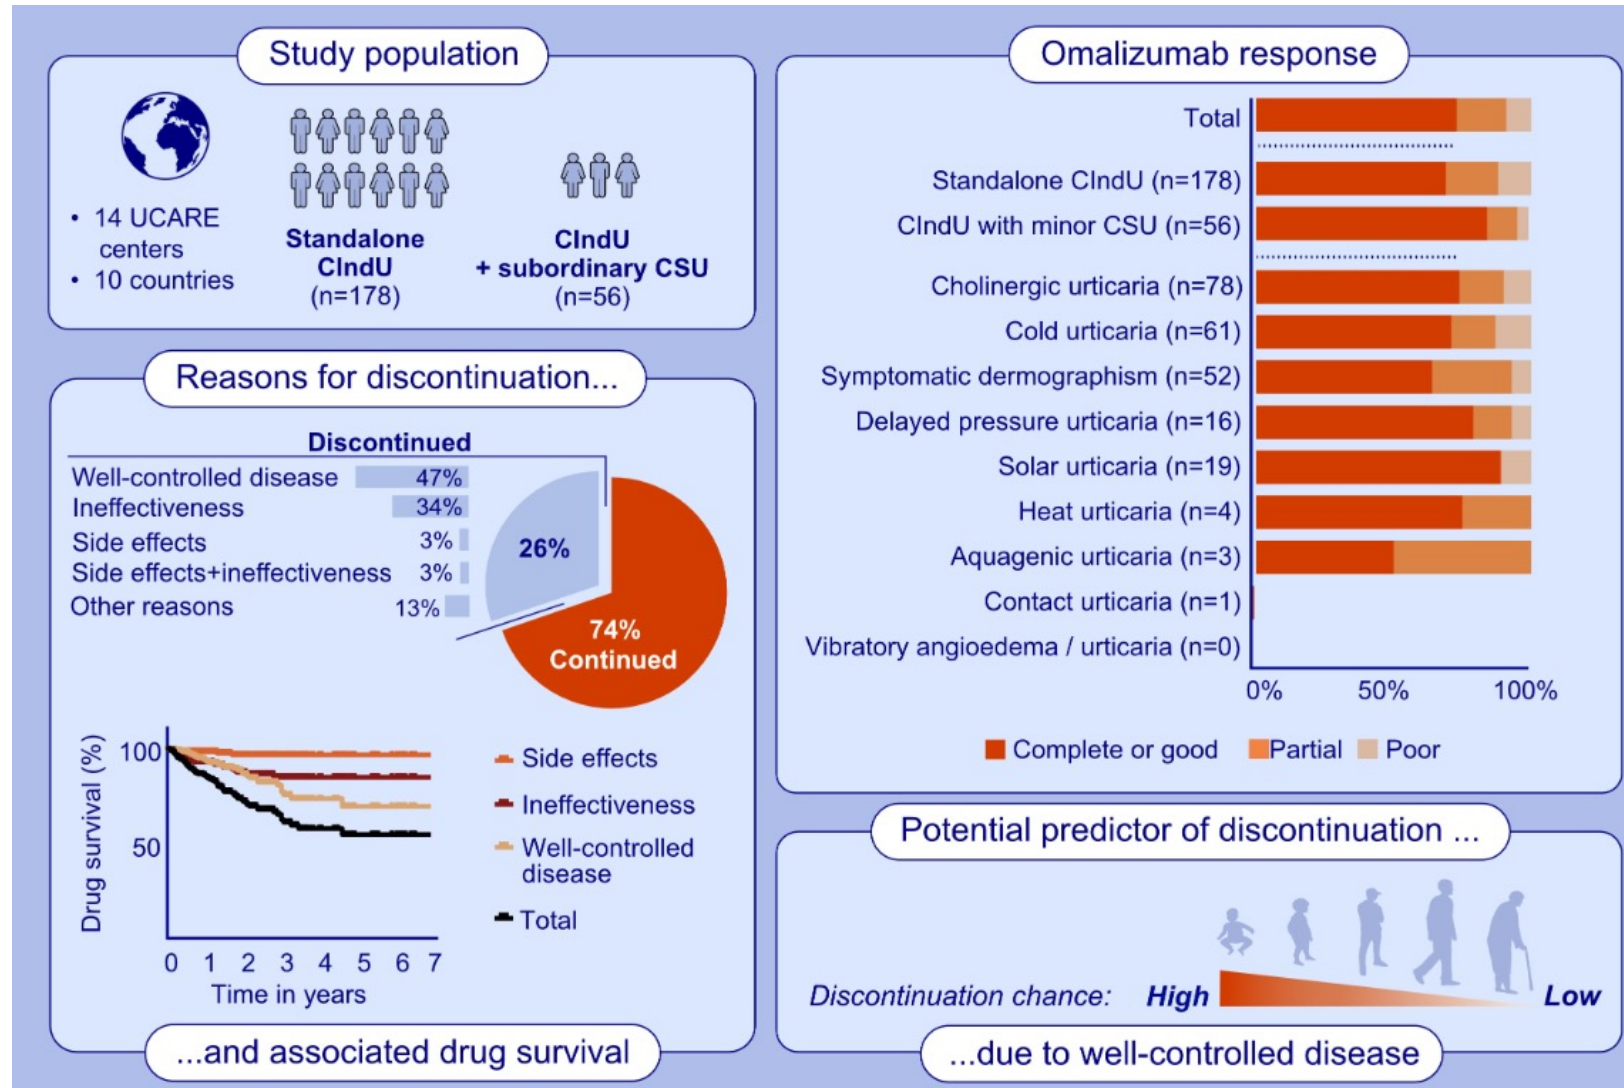 Study population
• 14 UCARE
centers
• 10 countries
Standalone
CIndU
(n=178)
CIndU
+ subordinary CSU
(n=56)
Reasons for discontinuation...
Discontinued
Well-controlled disease 47%
Ineffectiveness 34%
Side effects 3%
Side effects+ineffectiveness 3%
Other reasons 13%
26%
74%
Continued
Drug survival (%)
100
50
0 1 2 3 4 5 6 7
Time in years
Side effects
Ineffectiveness
Well-controlled
disease
Total
...and associated drug survival
Omalizumab response
Total
Standalone CIndU (n=178)
CIndU with minor CSU (n=56)
Cholinergic urticaria (n=78)
Cold urticaria (n=61)
Symptomatic dermographism (n=52)
Delayed pressure urticaria (n=16)
Solar urticaria (n=19)
Heat urticaria (n=4)
Aquagenic urticaria (n=3)
Contact urticaria (n=1)
Vibratory angioedema / urticaria (n=0)
0% 50% 100%
Complete or good Partial Poor
Potential predictor of discontinuation ...
Discontinuation chance: High Low
...due to well-controlled disease